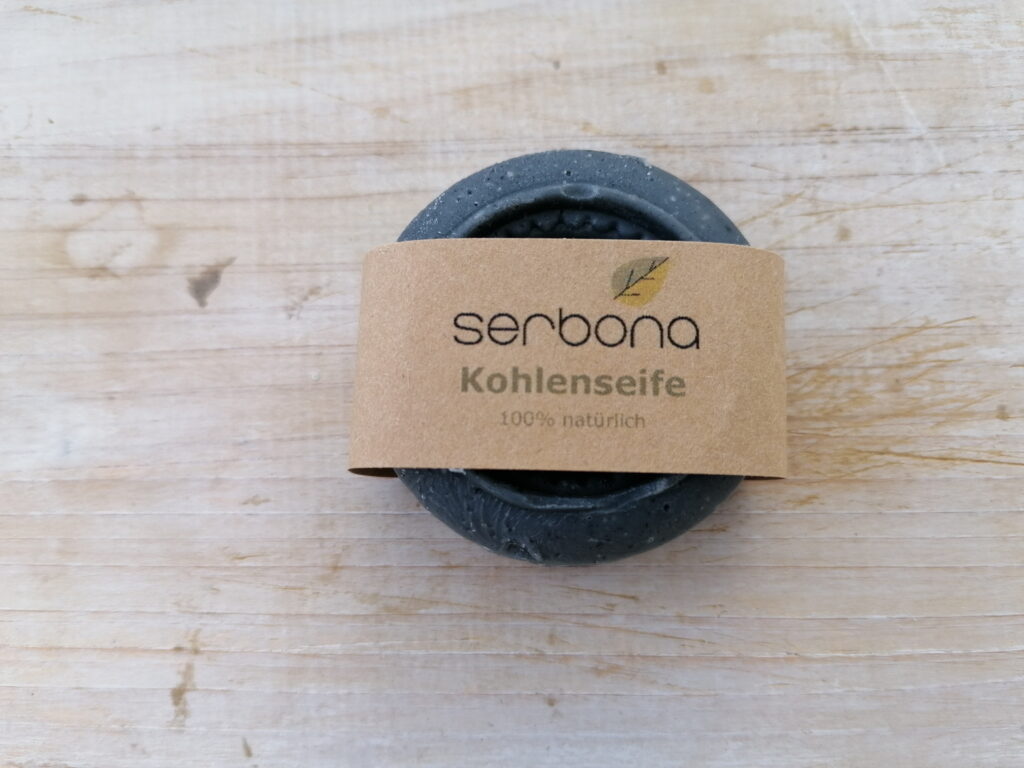 serbona
Kohlenseife
100% natürlich